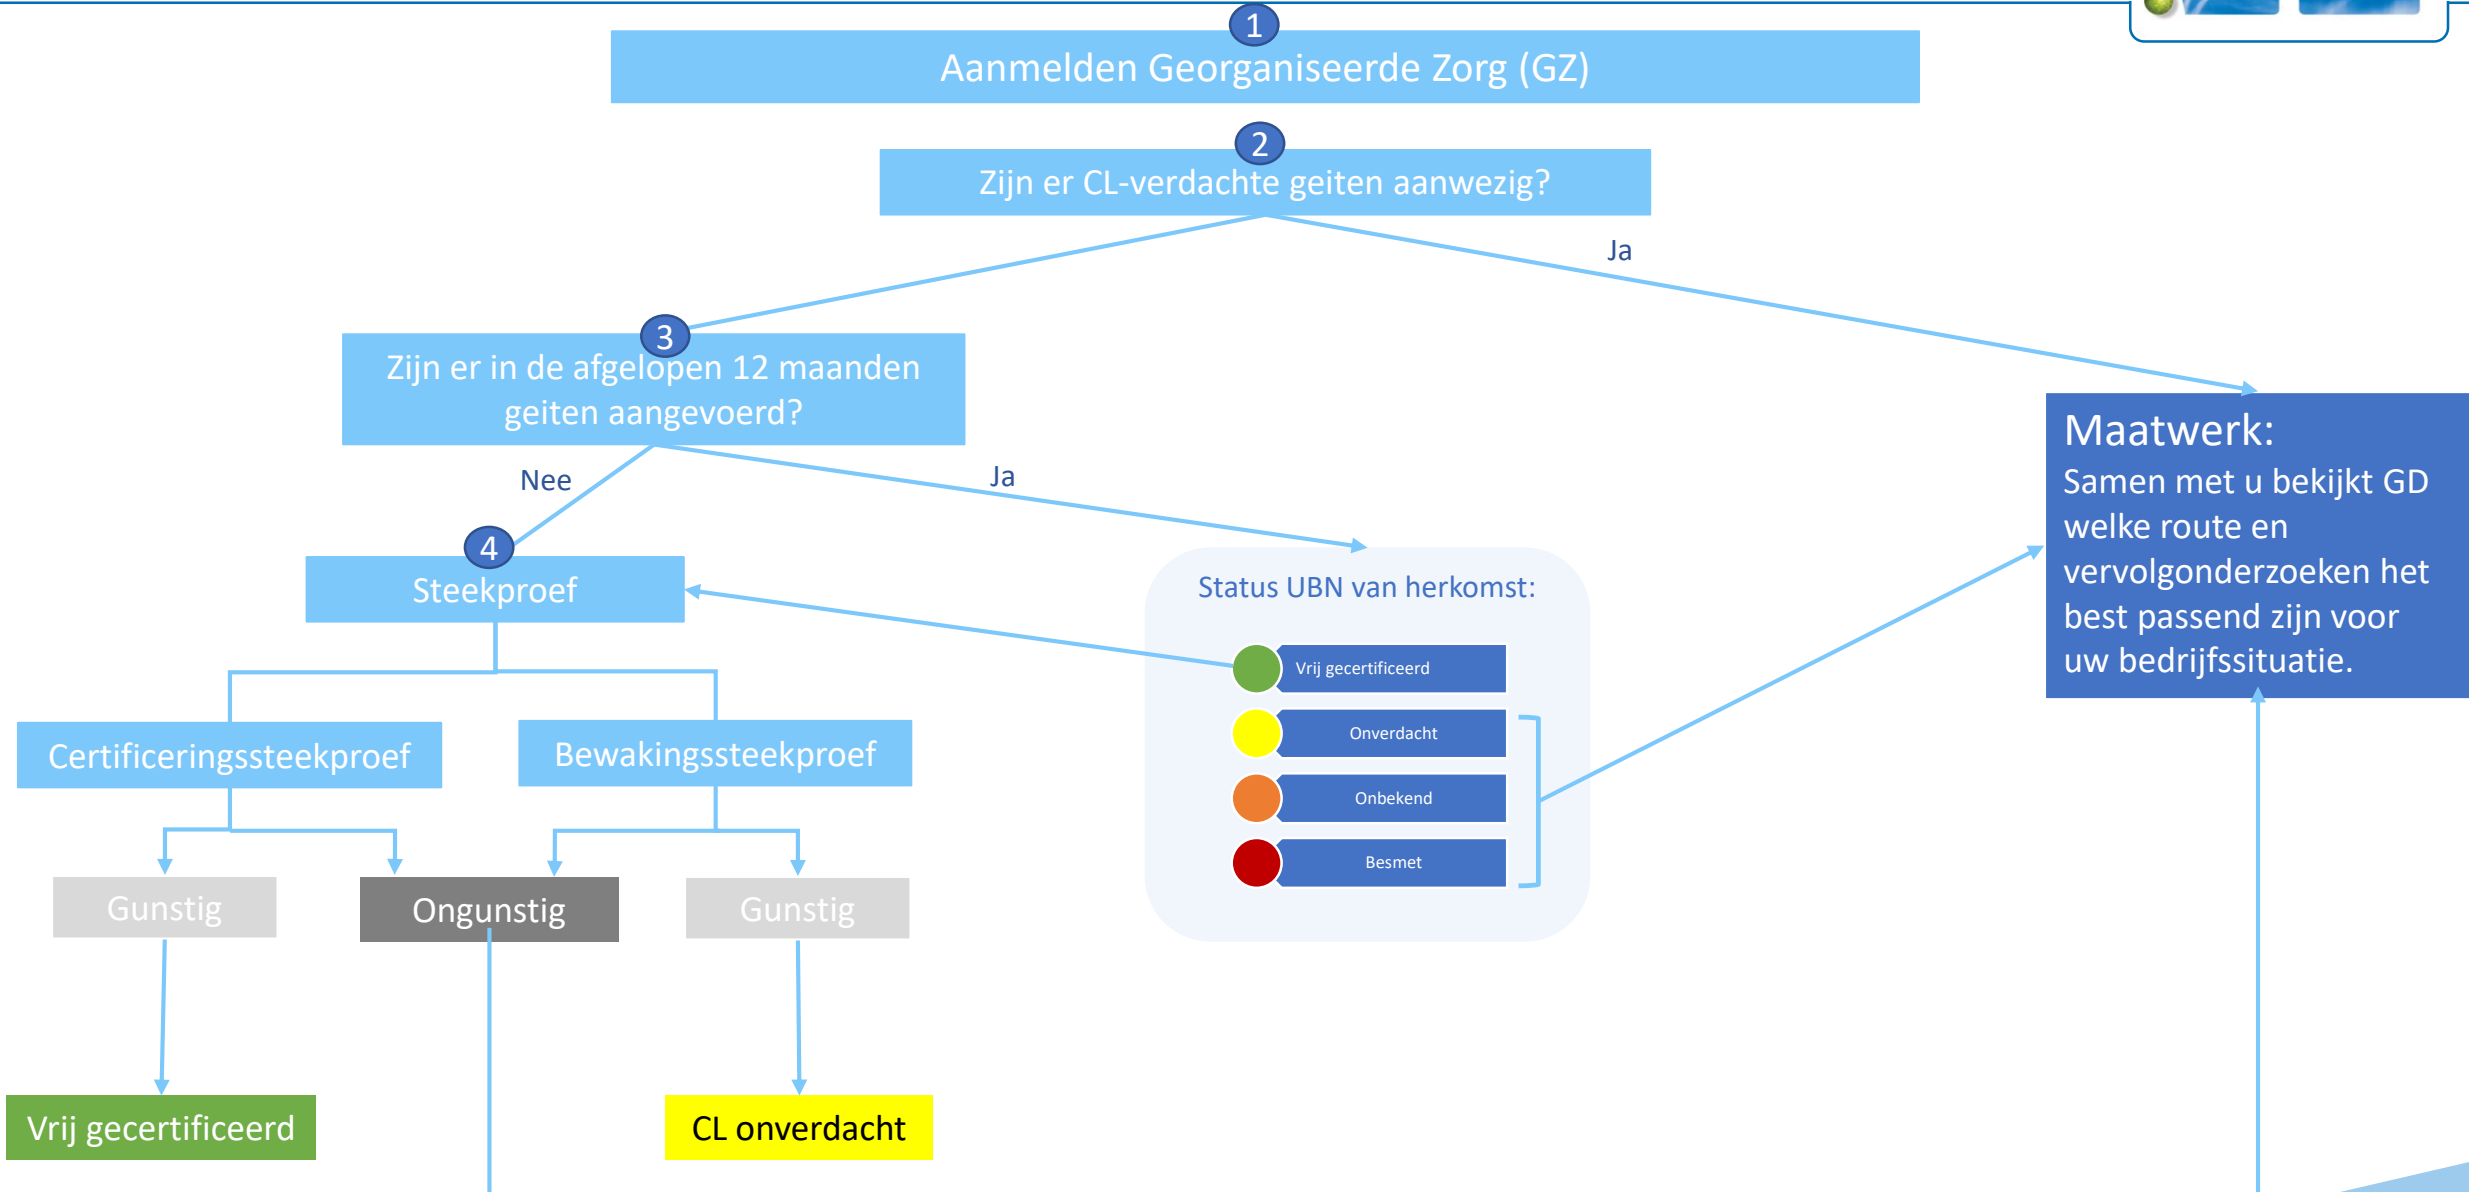 1
Aanmelden Georganiseerde Zorg (GZ)
2
Zijn er CL-verdachte geiten aanwezig?
Ja
3
Zijn er in de afgelopen 12 maanden
geiten aangevoerd?
Nee
Ja
4
Steekproef
Status UBN van herkomst:
Vrij gecertificeerd
Onverdacht
Onbekend
Besmet
Maatwerk:
Samen met u bekijkt GD
welke route en
vervolgonderzoeken het
best passend zijn voor
uw bedrijfssituatie.
Certificeringssteekproef
Bewakingssteekproef
Gunstig
Ongunstig
Gunstig
Vrij gecertificeerd
CL onverdacht